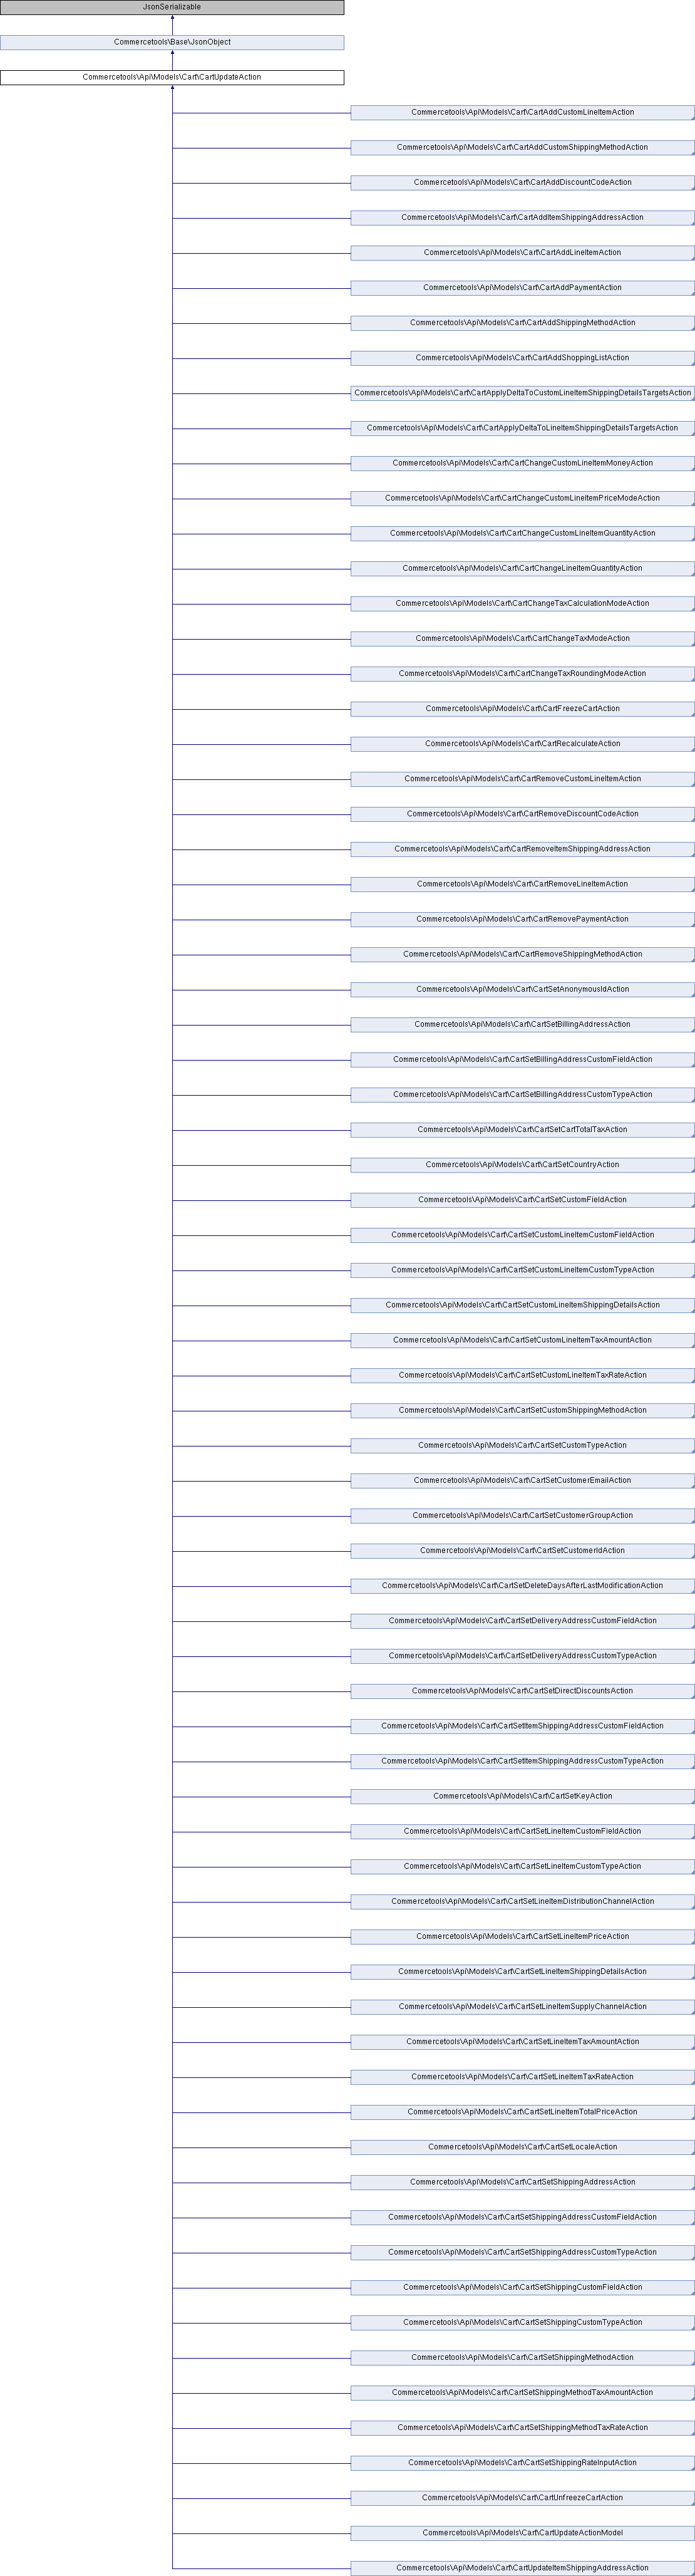 JsonSerializable
Commercetools\Base\JsonObject
Commercetools\Api\Models\Cart\CartUpdateAction
Commercetools\Api\Models\Cart\CartAddCustomLineItemAction
Commercetools\Api\Models\Cart\CartAddCustomShippingMethodAction
Commercetools\Api\Models\Cart\CartAddDiscountCodeAction
Commercetools\Api\Models\Cart\CartAddItemShippingAddressAction
Commercetools\Api\Models\Cart\CartAddLineItemAction
Commercetools\Api\Models\Cart\CartAddPaymentAction
Commercetools\Api\Models\Cart\CartAddShippingMethodAction
Commercetools\Api\Models\Cart\CartAddShoppingListAction
Commercetools\Api\Models\Cart\CartApplyDeltaToCustomLineItemShippingDetailsTargetsAction
Commercetools\Api\Models\Cart\CartApplyDeltaToLineItemShippingDetailsTargetsAction
Commercetools\Api\Models\Cart\CartChangeCustomLineItemMoneyAction
Commercetools\Api\Models\Cart\CartChangeCustomLineItemPriceModeAction
Commercetools\Api\Models\Cart\CartChangeCustomLineItemQuantityAction
Commercetools\Api\Models\Cart\CartChangeLineItemQuantityAction
Commercetools\Api\Models\Cart\CartChangeTaxCalculationModeAction
Commercetools\Api\Models\Cart\CartChangeTaxModeAction
Commercetools\Api\Models\Cart\CartChangeTaxRoundingModeAction
Commercetools\Api\Models\Cart\CartFreezeCartAction
Commercetools\Api\Models\Cart\CartRecalculateAction
Commercetools\Api\Models\Cart\CartRemoveCustomLineItemAction
Commercetools\Api\Models\Cart\CartRemoveDiscountCodeAction
Commercetools\Api\Models\Cart\CartRemoveItemShippingAddressAction
Commercetools\Api\Models\Cart\CartRemoveLineItemAction
Commercetools\Api\Models\Cart\CartRemovePaymentAction
Commercetools\Api\Models\Cart\CartRemoveShippingMethodAction
Commercetools\Api\Models\Cart\CartSetAnonymousIdAction
Commercetools\Api\Models\Cart\CartSetBillingAddressAction
Commercetools\Api\Models\Cart\CartSetBillingAddressCustomFieldAction
Commercetools\Api\Models\Cart\CartSetBillingAddressCustomTypeAction
Commercetools\Api\Models\Cart\CartSetCartTotalTaxAction
Commercetools\Api\Models\Cart\CartSetCountryAction
Commercetools\Api\Models\Cart\CartSetCustomFieldAction
Commercetools\Api\Models\Cart\CartSetCustomLineItemCustomFieldAction
Commercetools\Api\Models\Cart\CartSetCustomLineItemCustomTypeAction
Commercetools\Api\Models\Cart\CartSetCustomLineItemShippingDetailsAction
Commercetools\Api\Models\Cart\CartSetCustomLineItemTaxAmountAction
Commercetools\Api\Models\Cart\CartSetCustomLineItemTaxRateAction
Commercetools\Api\Models\Cart\CartSetCustomShippingMethodAction
Commercetools\Api\Models\Cart\CartSetCustomTypeAction
Commercetools\Api\Models\Cart\CartSetCustomerEmailAction
Commercetools\Api\Models\Cart\CartSetCustomerGroupAction
Commercetools\Api\Models\Cart\CartSetCustomerIdAction
Commercetools\Api\Models\Cart\CartSetDeleteDaysAfterLastModificationAction
Commercetools\Api\Models\Cart\CartSetDeliveryAddressCustomFieldAction
Commercetools\Api\Models\Cart\CartSetDeliveryAddressCustomTypeAction
Commercetools\Api\Models\Cart\CartSetDirectDiscountsAction
Commercetools\Api\Models\Cart\CartSetItemShippingAddressCustomFieldAction
Commercetools\Api\Models\Cart\CartSetItemShippingAddressCustomTypeAction
Commercetools\Api\Models\Cart\CartSetKeyAction
Commercetools\Api\Models\Cart\CartSetLineItemCustomFieldAction
Commercetools\Api\Models\Cart\CartSetLineItemCustomTypeAction
Commercetools\Api\Models\Cart\CartSetLineItemDistributionChannelAction
Commercetools\Api\Models\Cart\CartSetLineItemPriceAction
Commercetools\Api\Models\Cart\CartSetLineItemShippingDetailsAction
Commercetools\Api\Models\Cart\CartSetLineItemSupplyChannelAction
Commercetools\Api\Models\Cart\CartSetLineItemTaxAmountAction
Commercetools\Api\Models\Cart\CartSetLineItemTaxRateAction
Commercetools\Api\Models\Cart\CartSetLineItemTotalPriceAction
Commercetools\Api\Models\Cart\CartSetLocaleAction
Commercetools\Api\Models\Cart\CartSetShippingAddressAction
Commercetools\Api\Models\Cart\CartSetShippingAddressCustomFieldAction
Commercetools\Api\Models\Cart\CartSetShippingAddressCustomTypeAction
Commercetools\Api\Models\Cart\CartSetShippingCustomFieldAction
Commercetools\Api\Models\Cart\CartSetShippingCustomTypeAction
Commercetools\Api\Models\Cart\CartSetShippingMethodAction
Commercetools\Api\Models\Cart\CartSetShippingMethodTaxAmountAction
Commercetools\Api\Models\Cart\CartSetShippingMethodTaxRateAction
Commercetools\Api\Models\Cart\CartSetShippingRateInputAction
Commercetools\Api\Models\Cart\CartUnfreezeCartAction
Commercetools\Api\Models\Cart\CartUpdateActionModel
Commercetools\Api\Models\Cart\CartUpdateItemShippingAddressAction